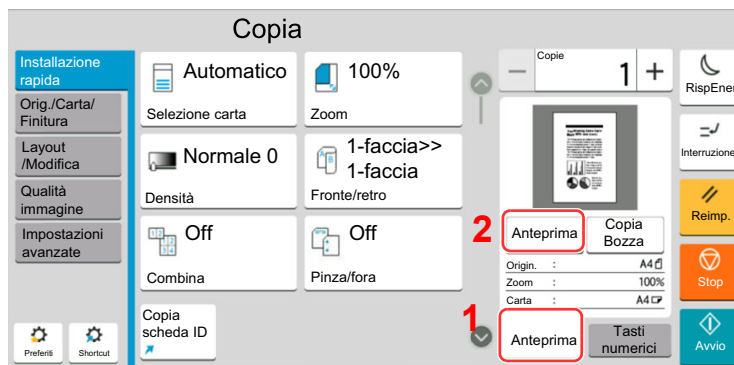 Copia
Installazione
rapida
Orig./Carta/
Finitura
Layout
/Modifica
Qualità
immagine
Impostazioni
avanzate
Preferiti
Shortcut
Automatico
Selezione carta
100%
Zoom
Normale 0
Densità
1-faccia>>
1-faccia
Fronte/retro
Off
Combina
Off
Pinza/fora
Copia
scheda ID
Copie
1
2
Anteprima
Copia
Bozza
Origin. : A4
Zoom : 100%
Carta : A4
1
Anteprima
Tasti
numerici
RispEner
Interruzione
Reimp.
Stop
Avvio